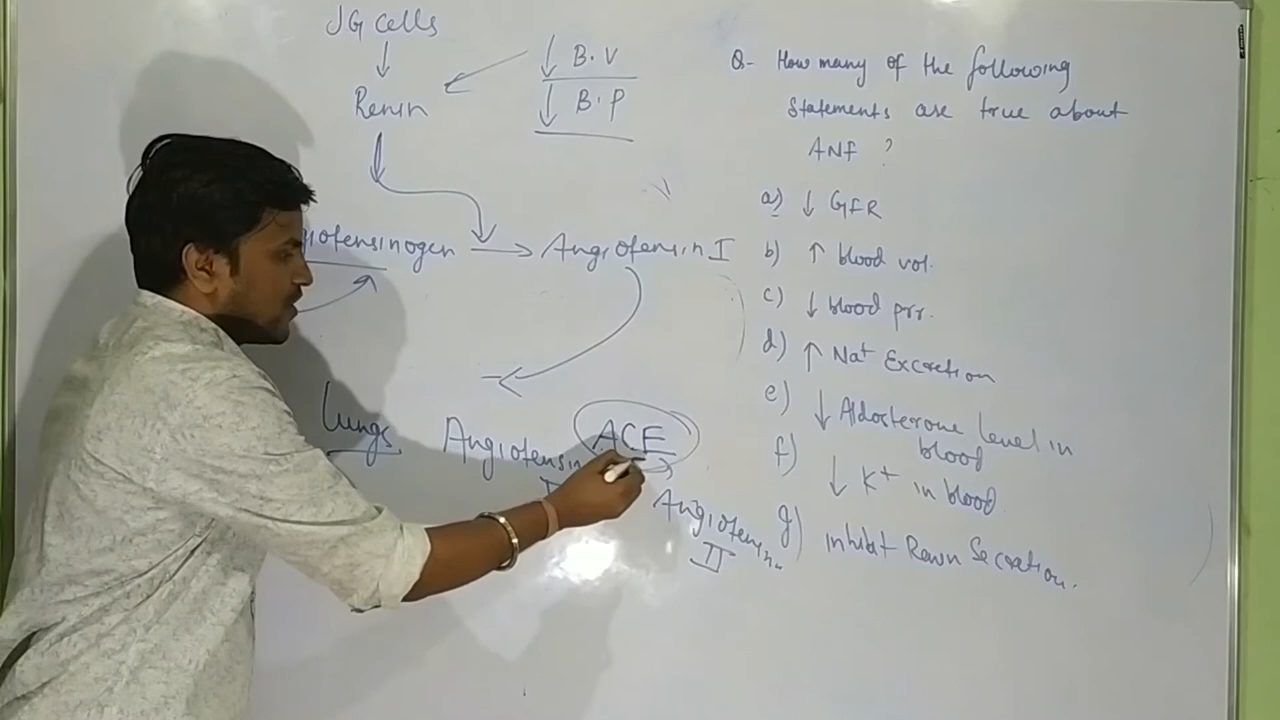 JG cells
Renin
↓ B.V
↓ B.P
giotensinogen → Angiotensin I
Lungs
Angiotensin
I
ACE
Angiotensin
II
Q- How many of the following
Statements are true about
ANF ?
a) ↓ GFR
b) ↑ blood vol.
c) ↓ blood prr.
d) ↑ Na+ Excretion
e) ↓ Aldosterone level in
blood
f) ↓ K+ in blood
g) inhibit Renin Secretion.